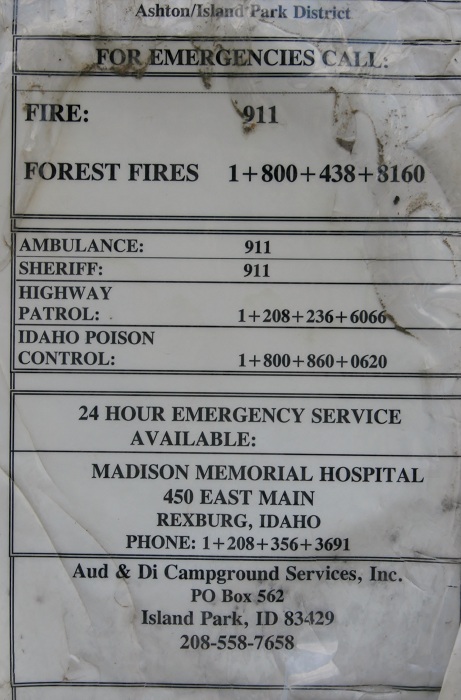 Ashton/Island Park District
FOR EMERGENCIES CALL:
FIRE: 911
FOREST FIRES 1+800+438+8160
AMBULANCE: 911
SHERIFF: 911
HIGHWAY
PATROL: 1+208+236+6066
IDAHO POISON
CONTROL: 1+800+860+0620
24 HOUR EMERGENCY SERVICE
AVAILABLE:
MADISON MEMORIAL HOSPITAL
450 EAST MAIN
REXBURG, IDAHO
PHONE: 1+208+356+3691
Aud & Di Campground Services, Inc.
PO Box 562
Island Park, ID 83429
208-558-7658